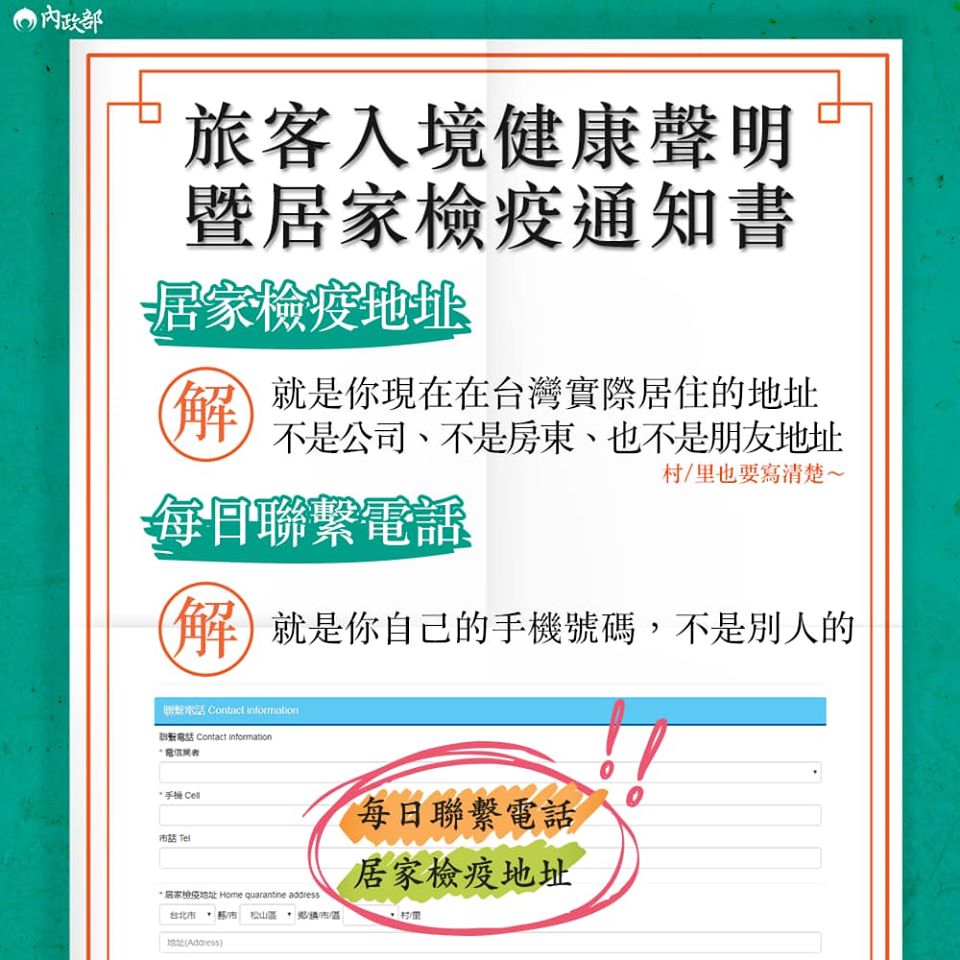 內政部
旅客入境健康聲明
暨居家檢疫通知書
居家檢疫地址
解
就是你現在在台灣實際居住的地址
不是公司、不是房東、也不是朋友地址
村/里也要寫清楚～
每日聯繫電話
解
就是你自己的手機號碼，不是別人的
聯繫電話 Contact information
聯繫電話 Contact information
* 電信業者
* 手機 Cell
市話 Tel
每日聯繫電話
居家檢疫地址
* 居家檢疫地址 Home quarantine address
台北市 縣/市 松山區 鄉/鎮/市/區 村/里
地址(Address)